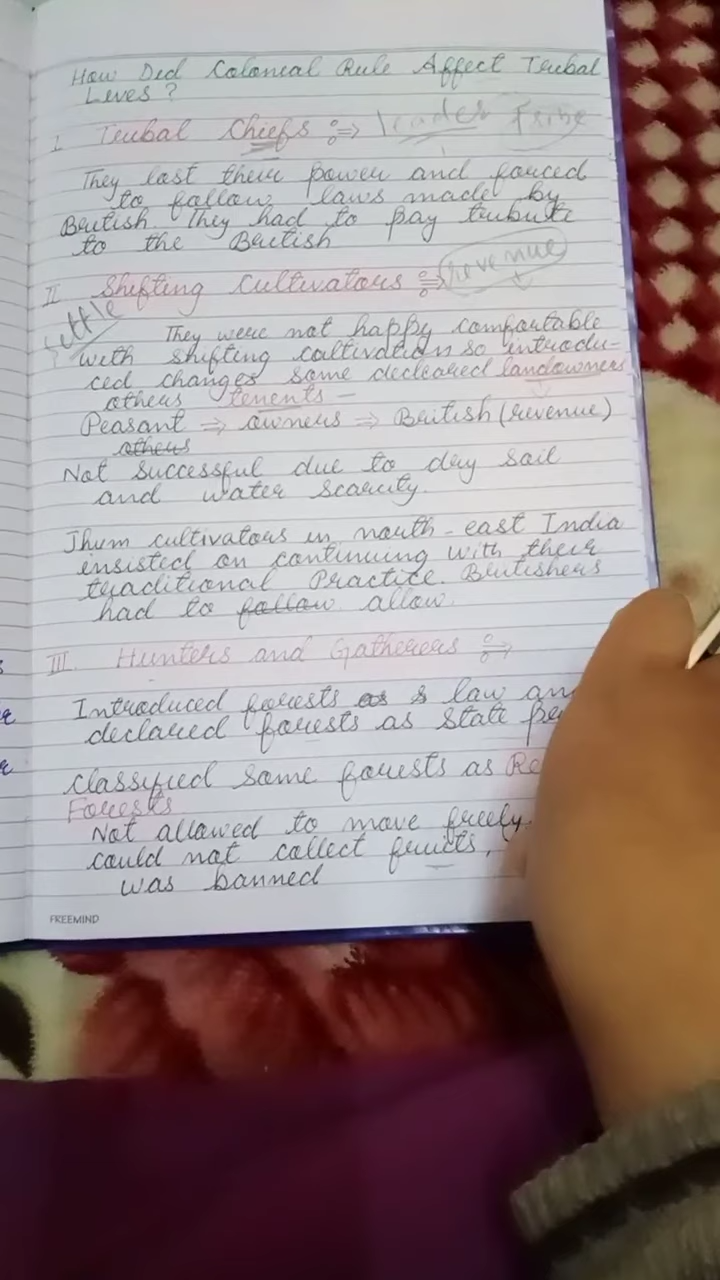 How Did Colonial Rule Affect Tribal
Lives?
I Tribal Chiefs :⇒ leader Tribe
They lost their power and forced
to follow laws made by
British. They had to pay tribute
to the British
II Shifting Cultivators :⇒ revenue
settle
They were not happy comfortable
with shifting cultivation so introdu-
ced changes some decleared landowners
others tenents -
Peasant ⇒ owners ⇒ British (revenue)
others
Not successful due to dry soil
and water scarcity.
Jhum cultivators in north-east India
insisted on continuing with their
traditional Practice. Britishers
had to follow allow.
III. Hunters and Gatherers :⇒
Introduced forests as s law an
declared forests as State
Classified some forests as Re
Forests
Not allowed to move freely
could not collect fruits,
was banned
FREEMIND